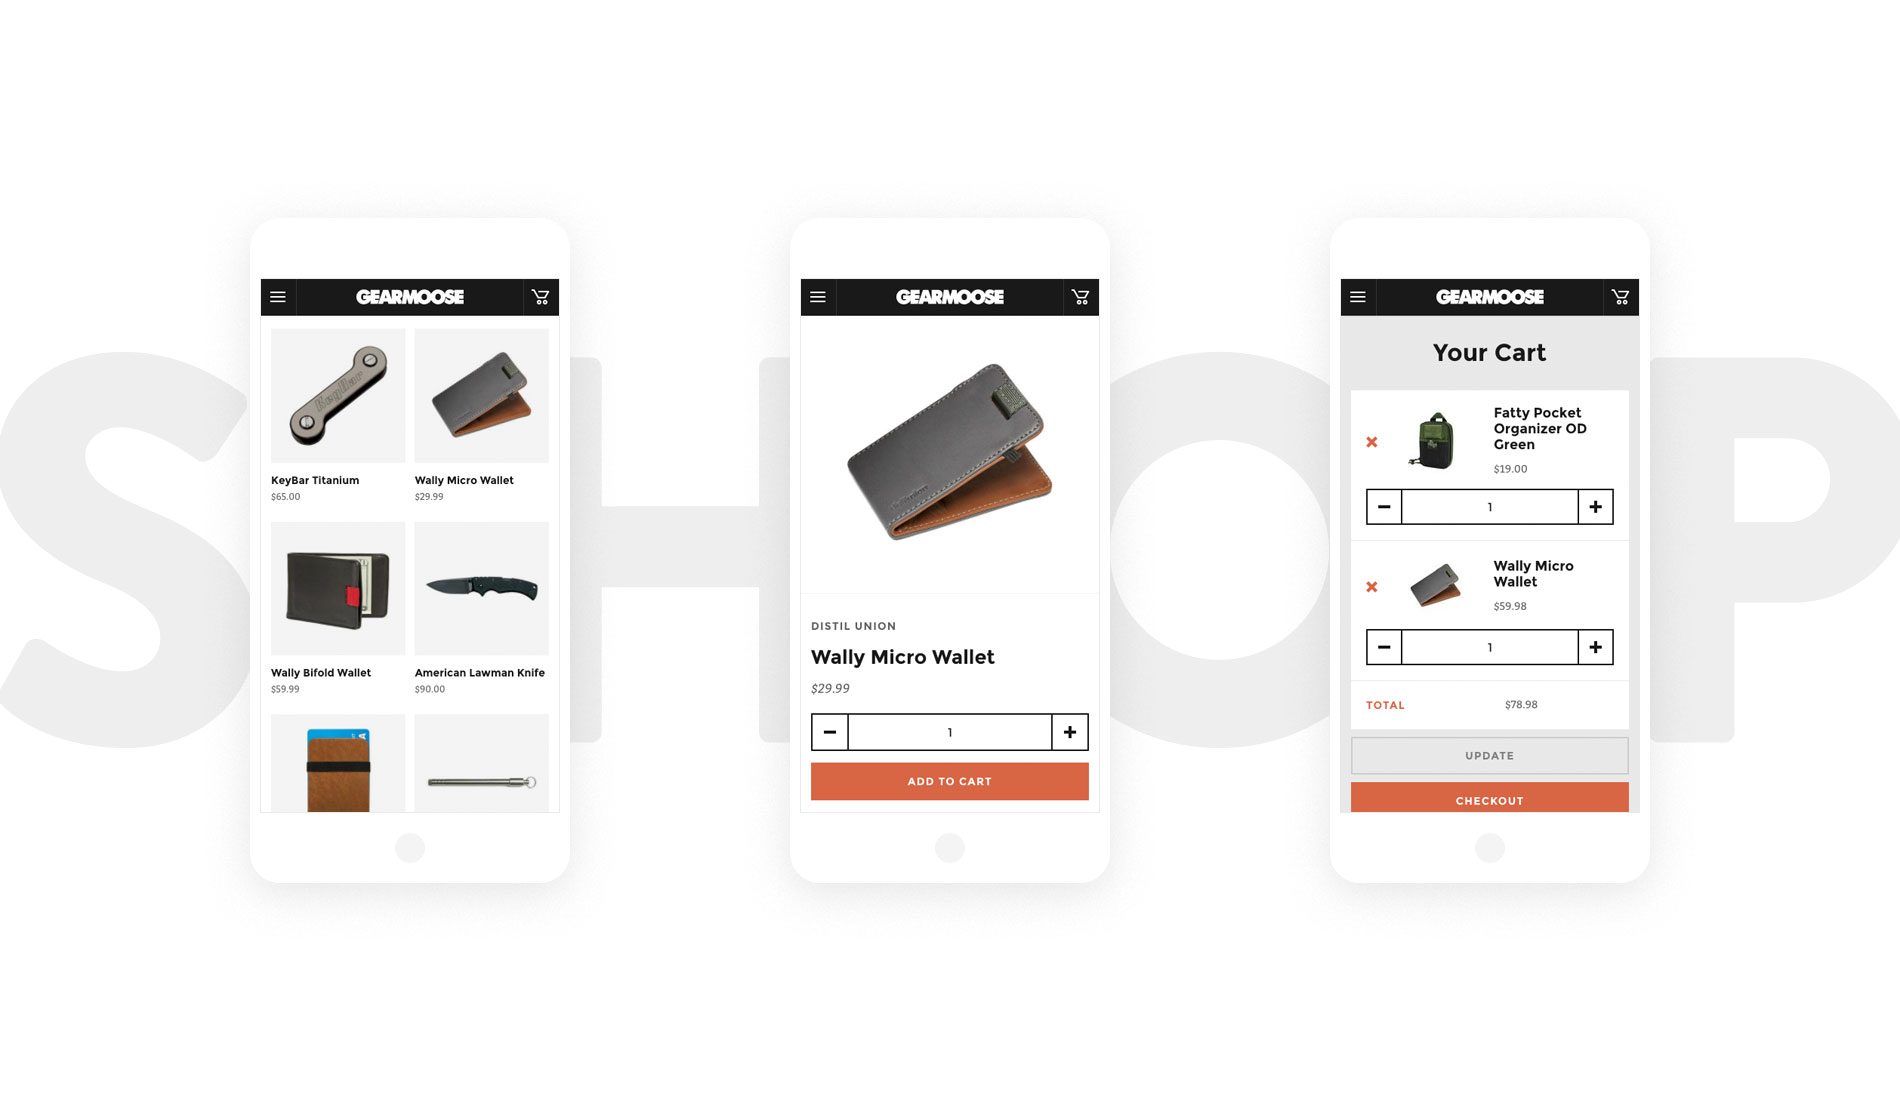 SHOP
GEARMOOSE
KeyBar
KeyBar Titanium
$65.00
Wally Micro Wallet
$29.99
Wally Bifold Wallet
$59.99
American Lawman Knife
$90.00
GEARMOOSE
DISTIL UNION
Wally Micro Wallet
$29.99
1
ADD TO CART
GEARMOOSE
Your Cart
Fatty Pocket
Organizer OD
Green
$19.00
1
Wally Micro
Wallet
$59.98
1
TOTAL
$78.98
UPDATE
CHECKOUT